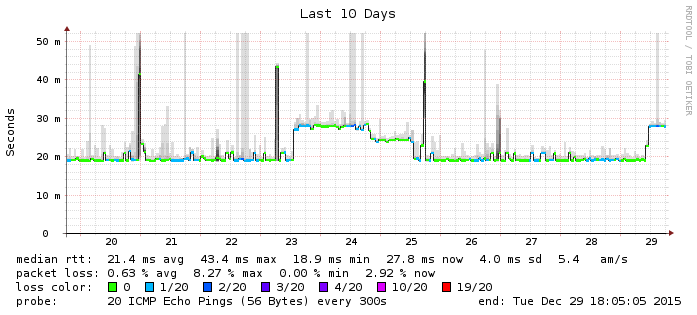 Last 10 Days
RRDTOOL / TOBI OETIKER
Seconds
50 m
40 m
30 m
20 m
10 m
0
20 21 22 23 24 25 26 27 28 29
median rtt: 21.4 ms avg 43.4 ms max 18.9 ms min 27.8 ms now 4.0 ms sd 5.4 am/s
packet loss: 0.63 % avg 8.27 % max 0.00 % min 2.92 % now
loss color: 0 1/20 2/20 3/20 4/20 10/20 19/20
probe: 20 ICMP Echo Pings (56 Bytes) every 300s end: Tue Dec 29 18:05:05 2015